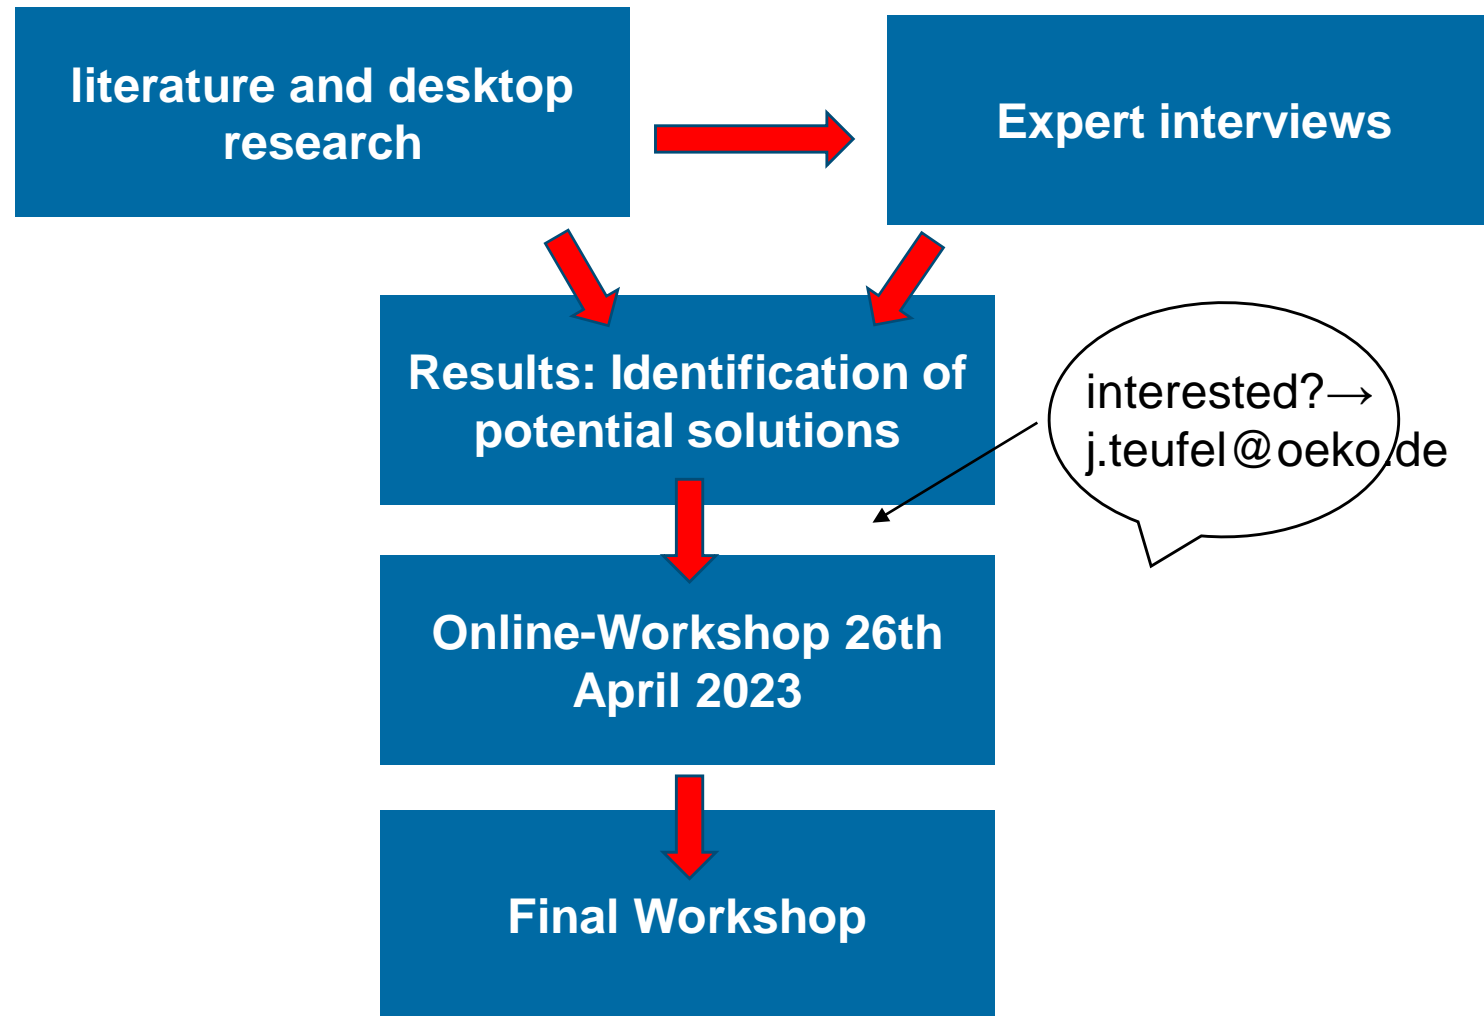 literature and desktop
research
Expert interviews
Results: Identification of
potential solutions
interested?→
j.teufel@oeko.de
Online-Workshop 26th
April 2023
Final Workshop